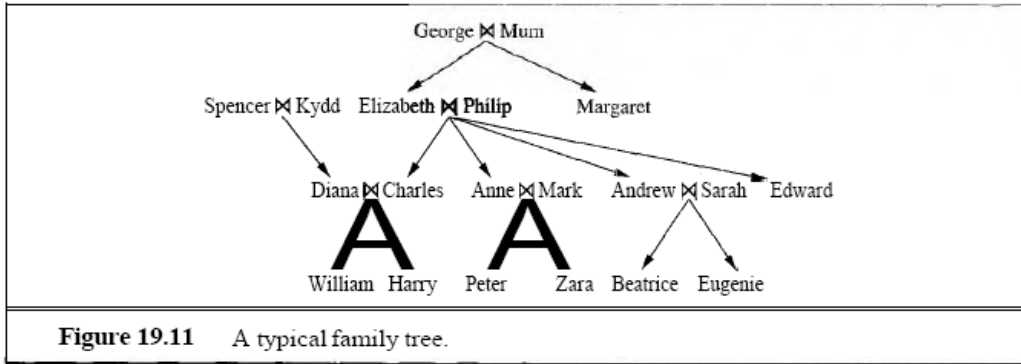 George ⋈ Mum
Spencer ⋈ Kydd Elizabeth ⋈ Philip Margaret
Diana ⋈ Charles Anne ⋈ Mark Andrew ⋈ Sarah Edward
A A
William Harry Peter Zara Beatrice Eugenie
Figure 19.11 A typical family tree.